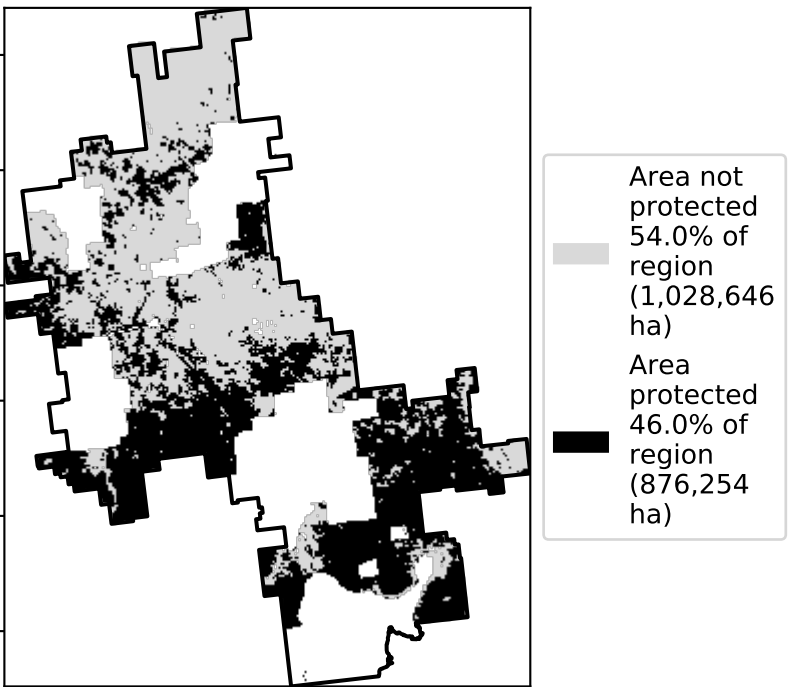 Area not
protected
54.0% of
region
(1,028,646
ha)
Area
protected
46.0% of
region
(876,254
ha)